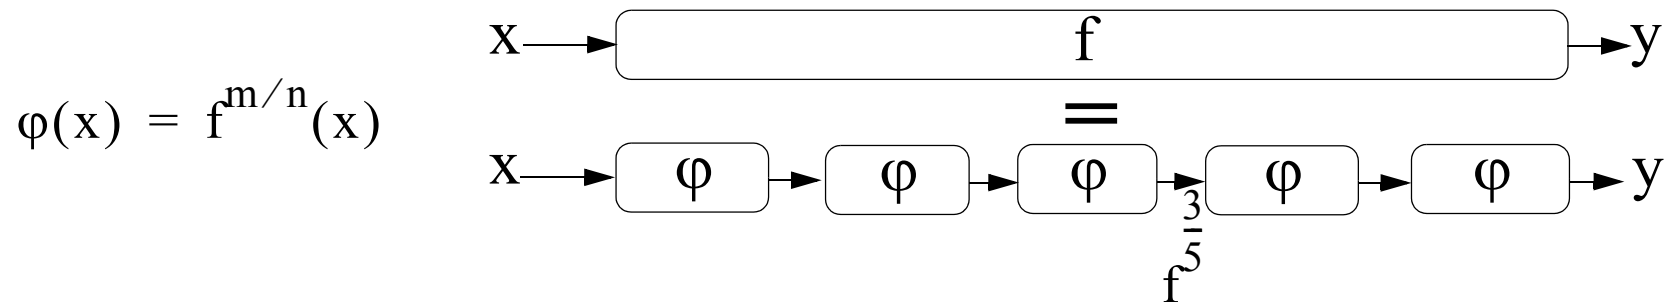 x f y
=
φ(x) = f^{m/n}(x)
x φ φ φ φ φ y
f^{3/5}